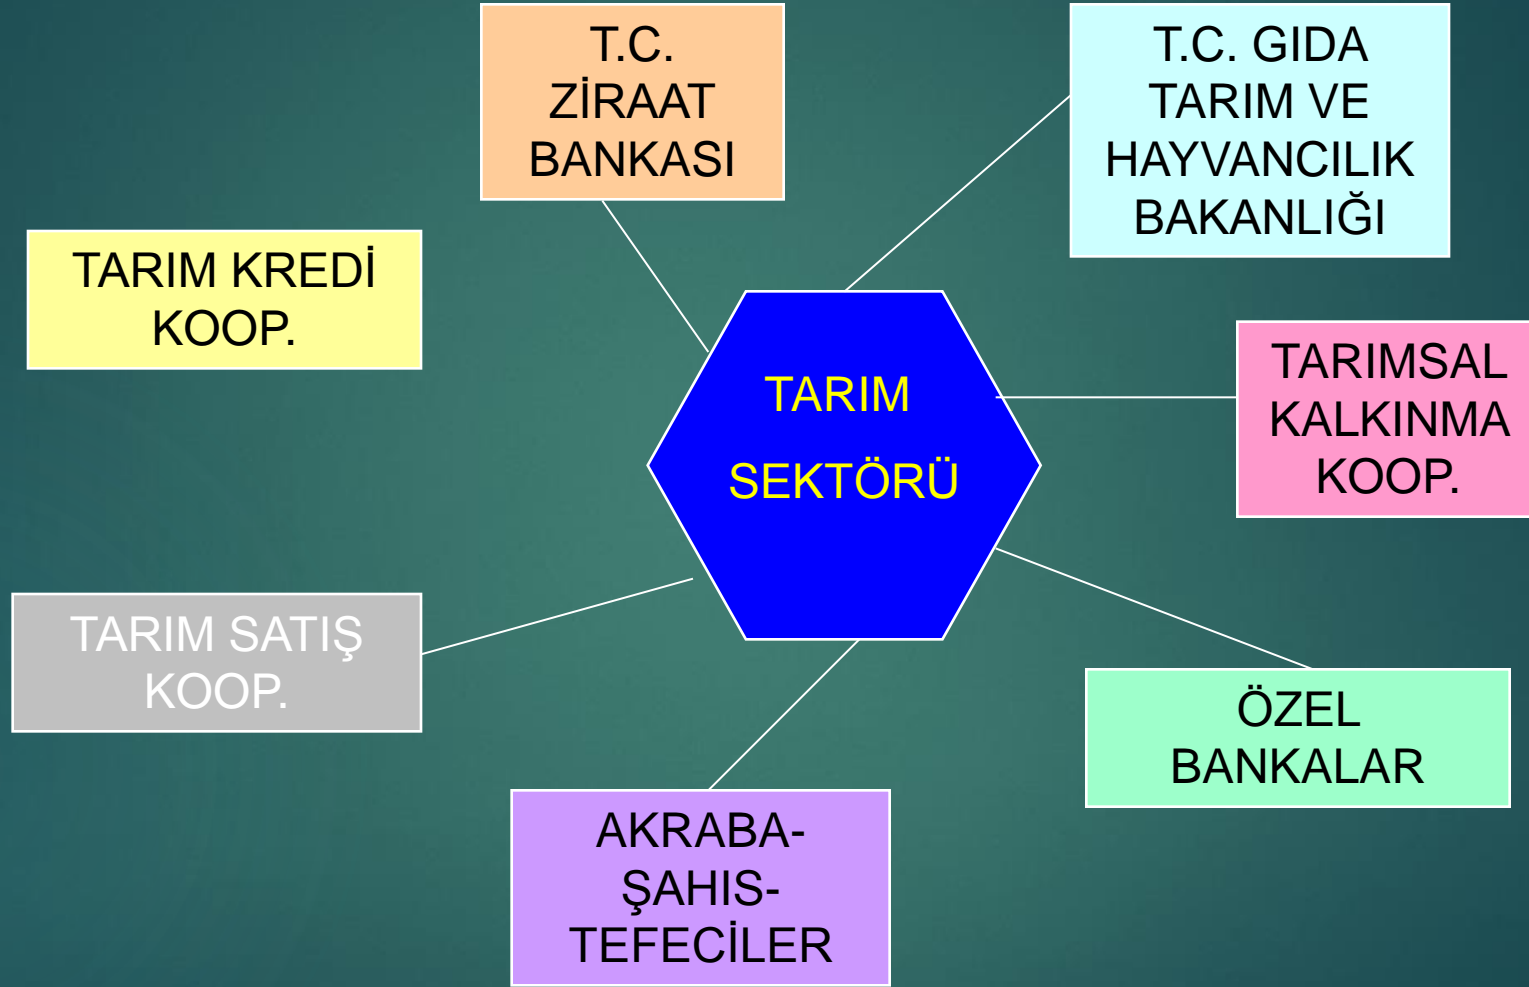 T.C.
ZİRAAT
BANKASI
T.C. GIDA
TARIM VE
HAYVANCILIK
BAKANLIĞI
TARIM KREDİ
KOOP.
TARIM
SEKTÖRÜ
TARIMSAL
KALKINMA
KOOP.
TARIM SATIŞ
KOOP.
ÖZEL
BANKALAR
AKRABA-
ŞAHIS-
TEFECİLER